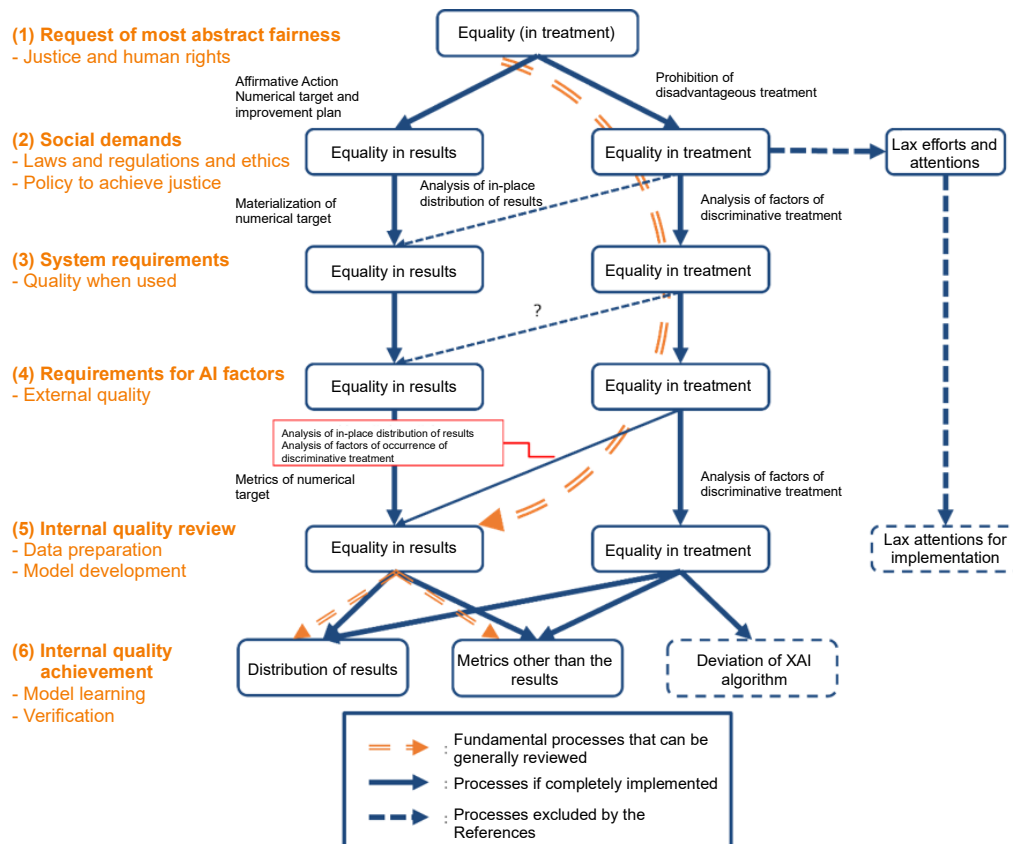 (1) Request of most abstract fairness
- Justice and human rights
Equality (in treatment)
Affirmative Action
Numerical target and
improvement plan
Prohibition of
disadvantageous treatment
(2) Social demands
- Laws and regulations and ethics
- Policy to achieve justice
Equality in results
Equality in treatment
Lax efforts and
attentions
Materialization of
numerical target
Analysis of in-place
distribution of results
Analysis of factors of
discriminative treatment
(3) System requirements
- Quality when used
Equality in results
Equality in treatment
?
(4) Requirements for AI factors
- External quality
Equality in results
Equality in treatment
Analysis of in-place distribution of results
Analysis of factors of occurrence of
discriminative treatment
Metrics of numerical
target
Analysis of factors of
discriminative treatment
(5) Internal quality review
- Data preparation
- Model development
Equality in results
Equality in treatment
Lax attentions for
implementation
(6) Internal quality
achievement
- Model learning
- Verification
Distribution of results
Metrics other than the
results
Deviation of XAI
algorithm
: Fundamental processes that can be
generally reviewed
: Processes if completely implemented
: Processes excluded by the
References